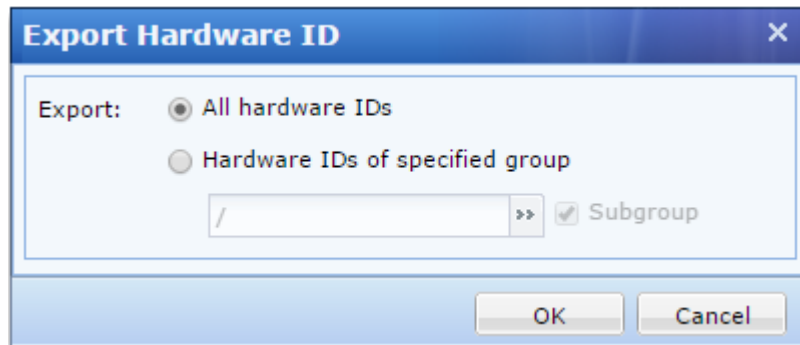 Export Hardware ID
Export: All hardware IDs
Hardware IDs of specified group
/ Subgroup
OK Cancel